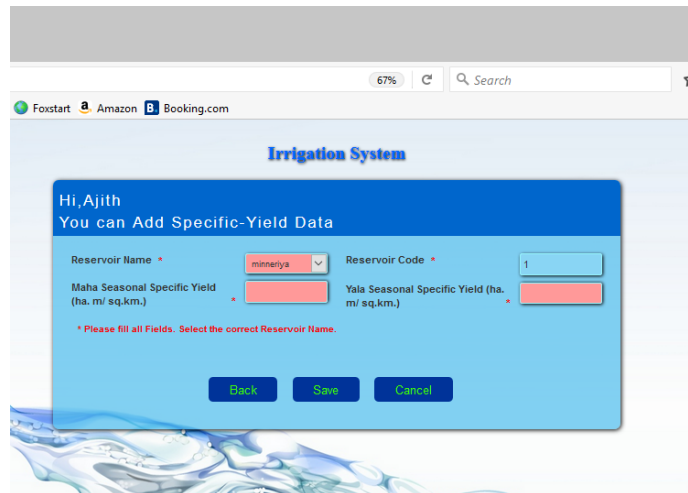 67%
Search
Foxstart
Amazon
B. Booking.com
Irrigation System
Hi,Ajith
You can Add Specific-Yield Data
Reservoir Name *
minneriya
Reservoir Code *
1
Maha Seasonal Specific Yield
(ha. m/ sq.km.) *
Yala Seasonal Specific Yield (ha.
m/ sq.km.) *
* Please fill all Fields. Select the correct Reservoir Name.
Back
Save
Cancel